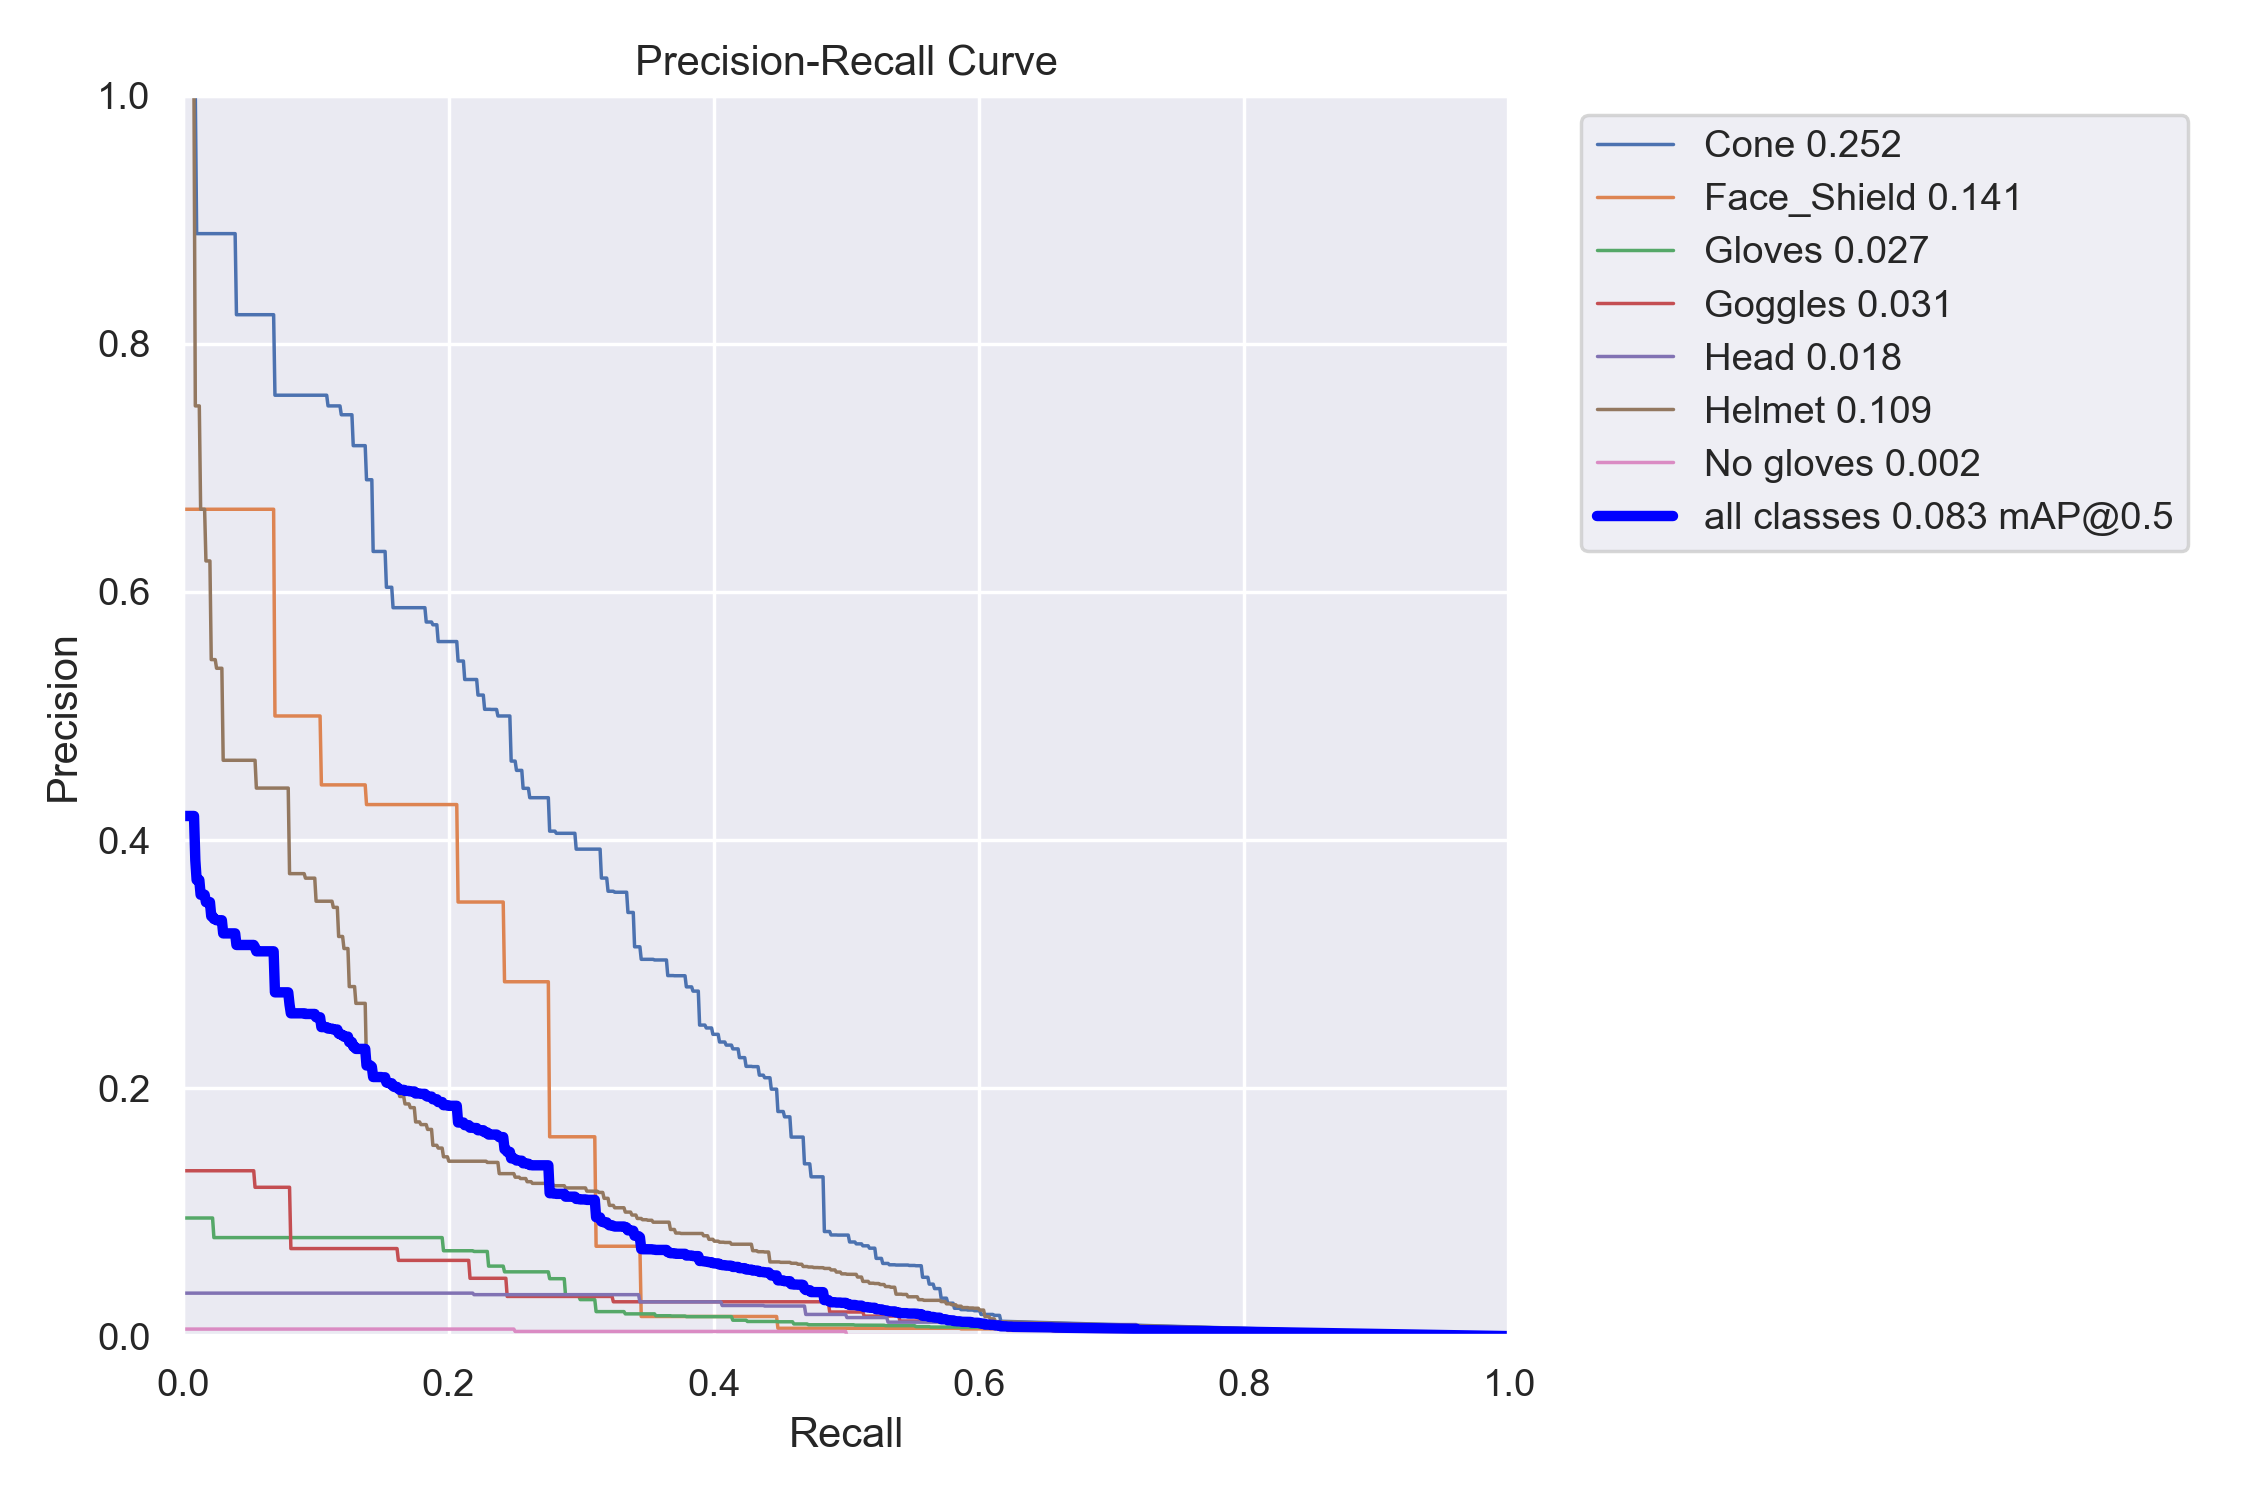 Precision-Recall Curve
1.0
0.8
0.6
0.4
0.2
0.0
Precision
0.0 0.2 0.4 0.6 0.8 1.0
Recall
Cone 0.252
Face_Shield 0.141
Gloves 0.027
Goggles 0.031
Head 0.018
Helmet 0.109
No gloves 0.002
all classes 0.083 mAP@0.5